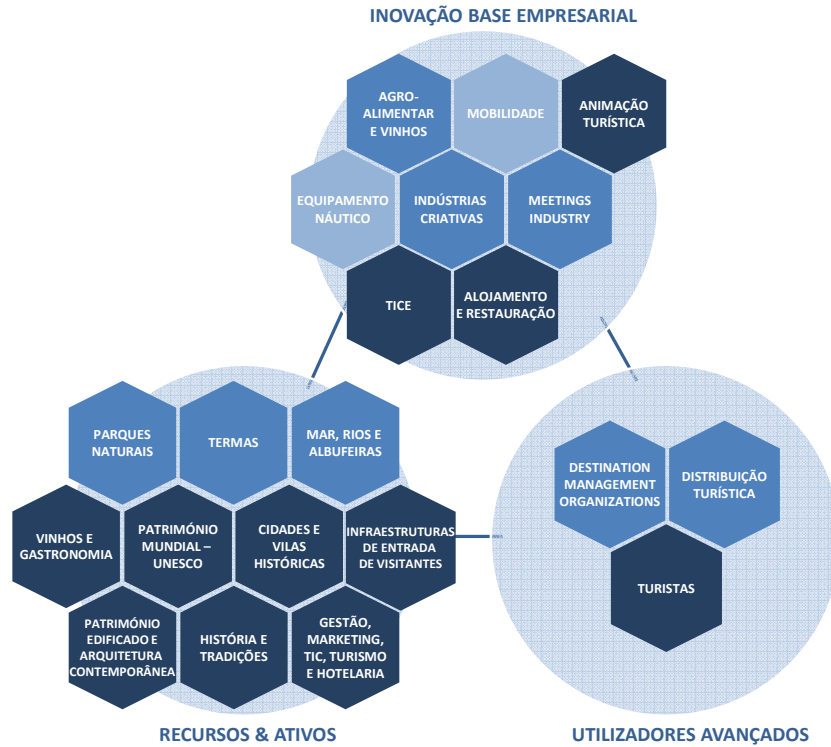 INOVAÇÃO BASE EMPRESARIAL
AGRO-
ALIMENTAR
E VINHOS
MOBILIDADE
ANIMAÇÃO
TURÍSTICA
EQUIPAMENTO
NÁUTICO
INDÚSTRIAS
CRIATIVAS
MEETINGS
INDUSTRY
TICE
ALOJAMENTO
E RESTAURAÇÃO
PARQUES
NATURAIS
TERMAS
MAR, RIOS E
ALBUFEIRAS
VINHOS E
GASTRONOMIA
PATRIMÓNIO
MUNDIAL –
UNESCO
CIDADES E
VILAS
HISTÓRICAS
INFRAESTRUTURAS
DE ENTRADA
DE VISITANTES
PATRIMÓNIO
EDIFICADO E
ARQUITETURA
CONTEMPORÂNEA
HISTÓRIA E
TRADIÇÕES
GESTÃO,
MARKETING,
TIC, TURISMO
E HOTELARIA
RECURSOS & ATIVOS
DESTINATION
MANAGEMENT
ORGANIZATIONS
DISTRIBUIÇÃO
TURÍSTICA
TURISTAS
UTILIZADORES AVANÇADOS